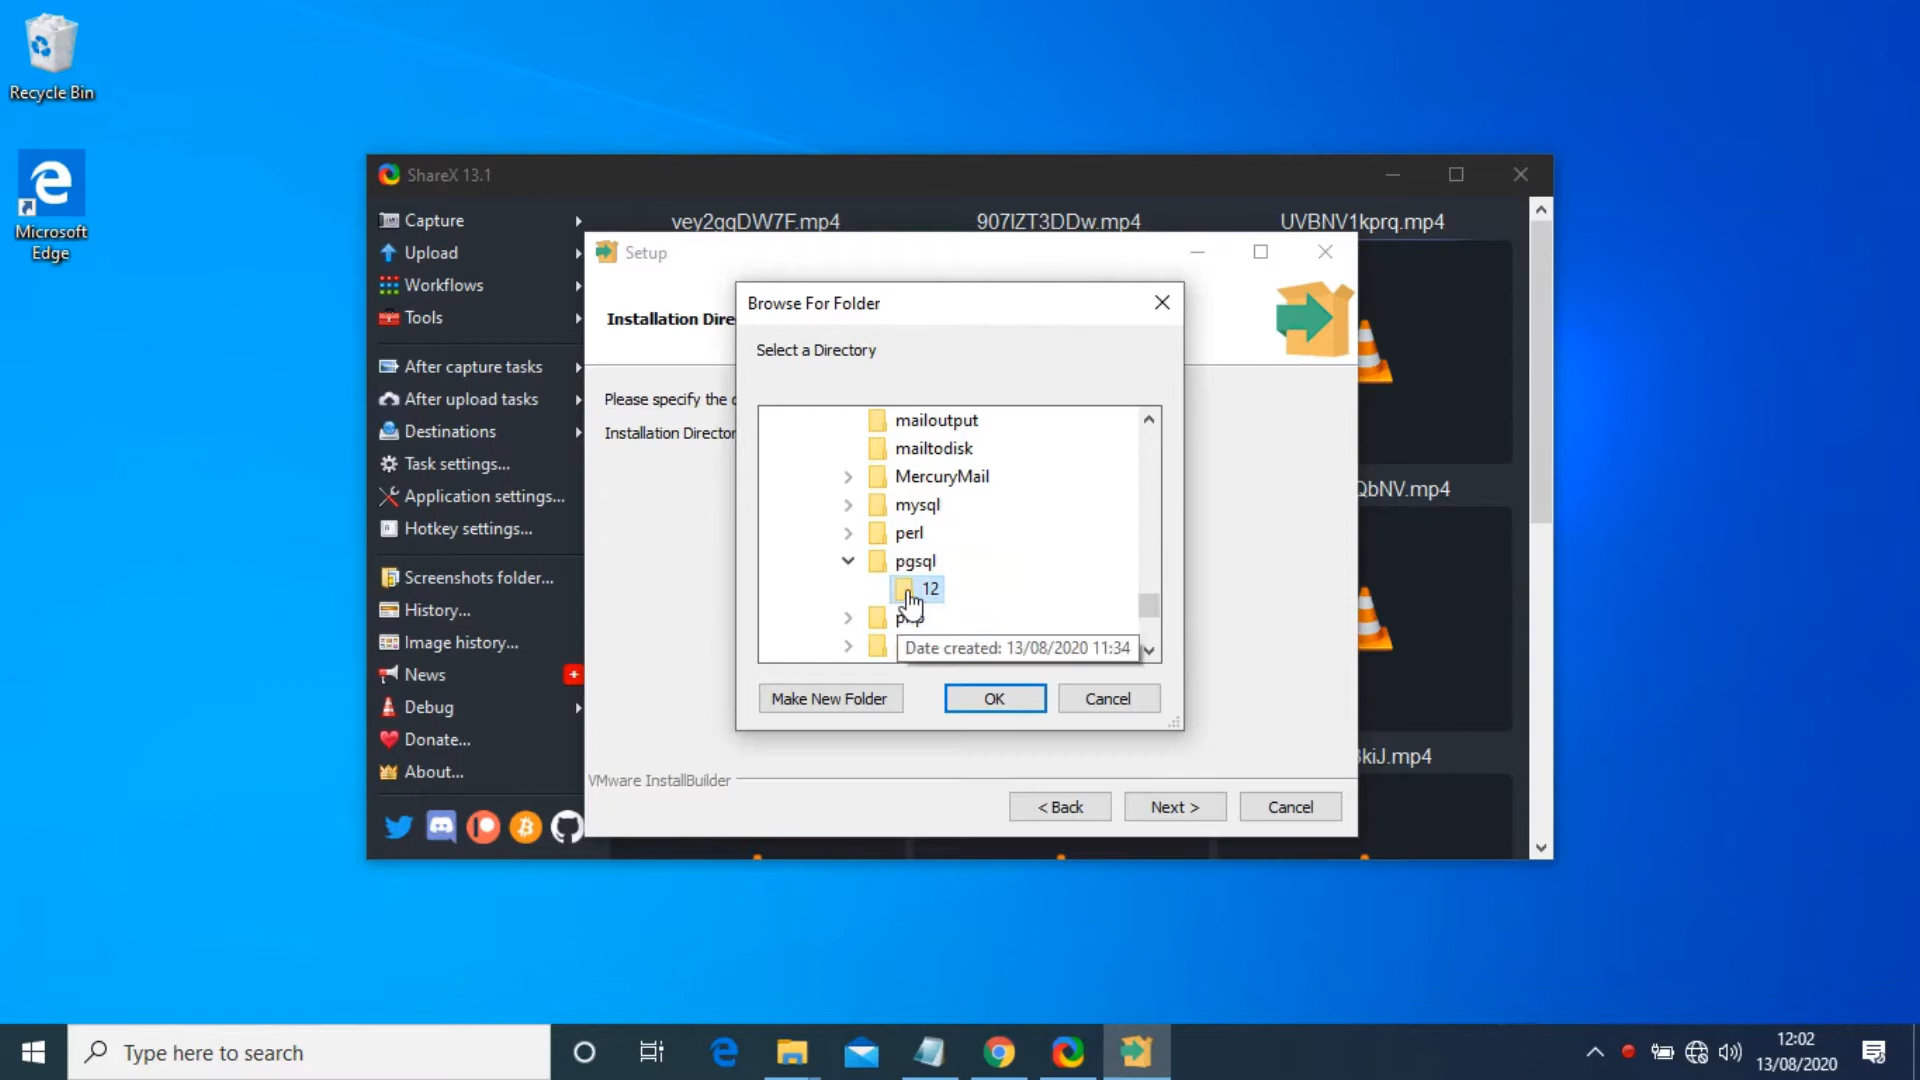 Recycle Bin
Microsoft
Edge
ShareX 13.1
Capture
Upload
Workflows
Tools
After capture tasks
After upload tasks
Destinations
Task settings...
Application settings...
Hotkey settings...
Screenshots folder...
History...
Image history...
News
Debug
Donate...
About...
vey2gqDW7F.mp4
907lZT3DDw.mp4
UVBNV1kprq.mp4
QbNV.mp4
kiJ.mp4
Setup
Installation Dire
Please specify the
Installation Director
VMware InstallBuilder
< Back
Next >
Cancel
Browse For Folder
Select a Directory
mailoutput
mailtodisk
MercuryMail
mysql
perl
pgsql
12
php
Date created: 13/08/2020 11:34
Make New Folder
OK
Cancel
Type here to search
12:02
13/08/2020